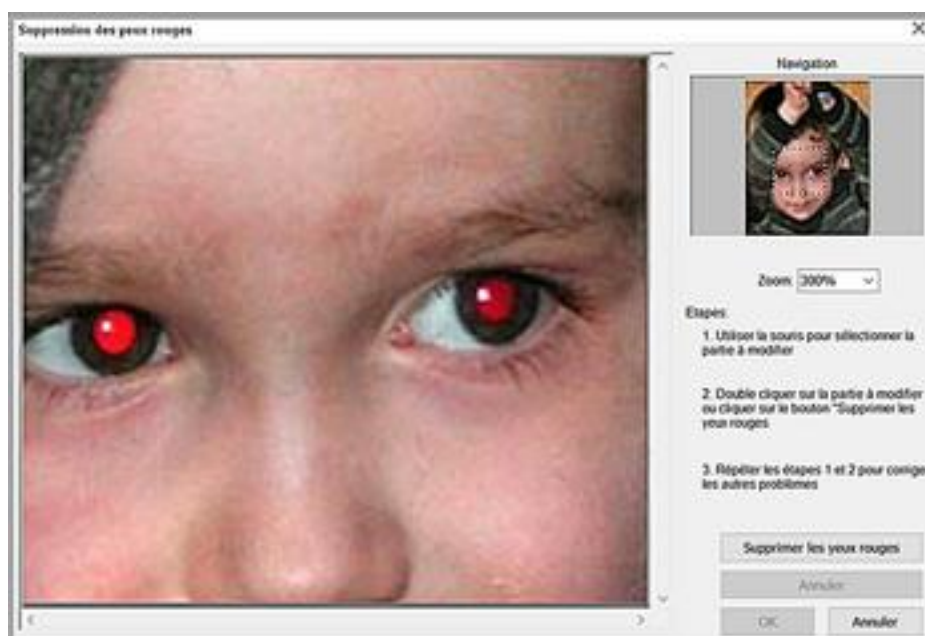 Suppression des yeux rouges
Navigation
Zoom: 300%
Etapes:
1. Utiliser la souris pour sélectionner la
partie à modifier
2. Double cliquer sur la partie à modifier
ou cliquer sur le bouton "Supprimer les
yeux rouges
3. Répéter les étapes 1 et 2 pour corrige
les autres problèmes
Supprimer les yeux rouges
Annuler
OK
Annuler